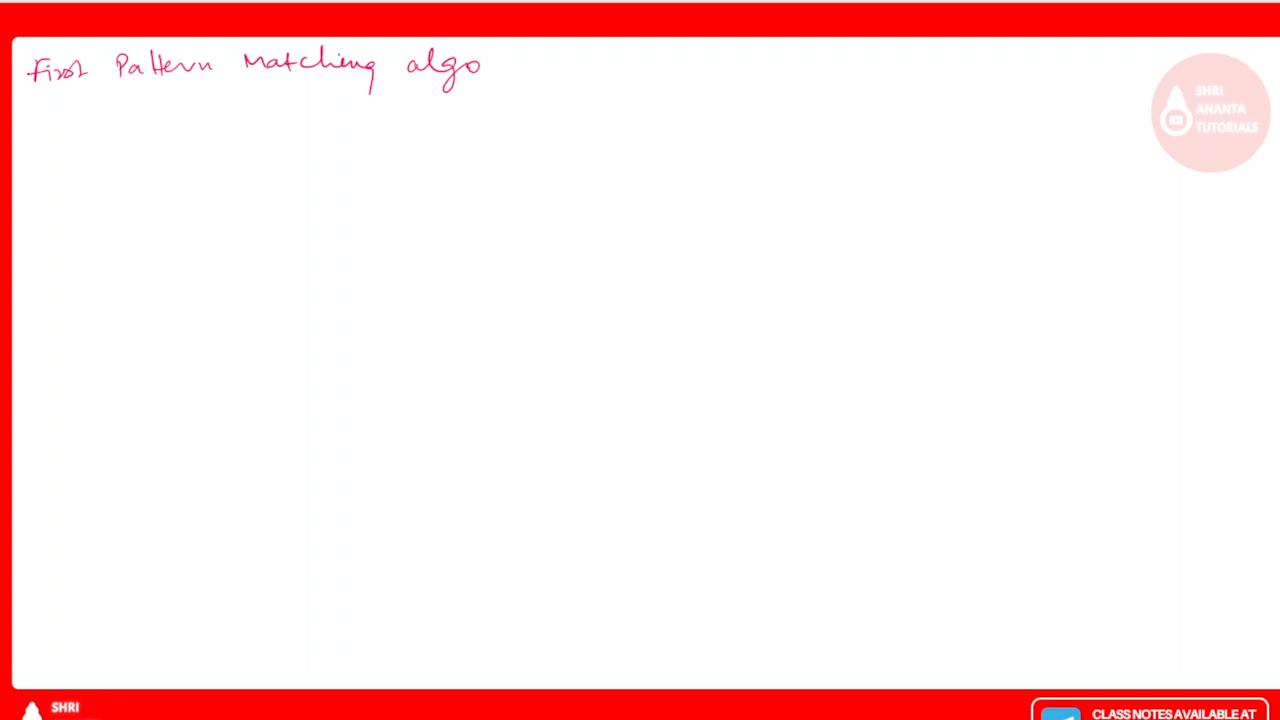 First Pattern Matching algo
SHRI
ANANTA
TUTORIALS
SHRI
CLASS NOTES AVAILABLE AT